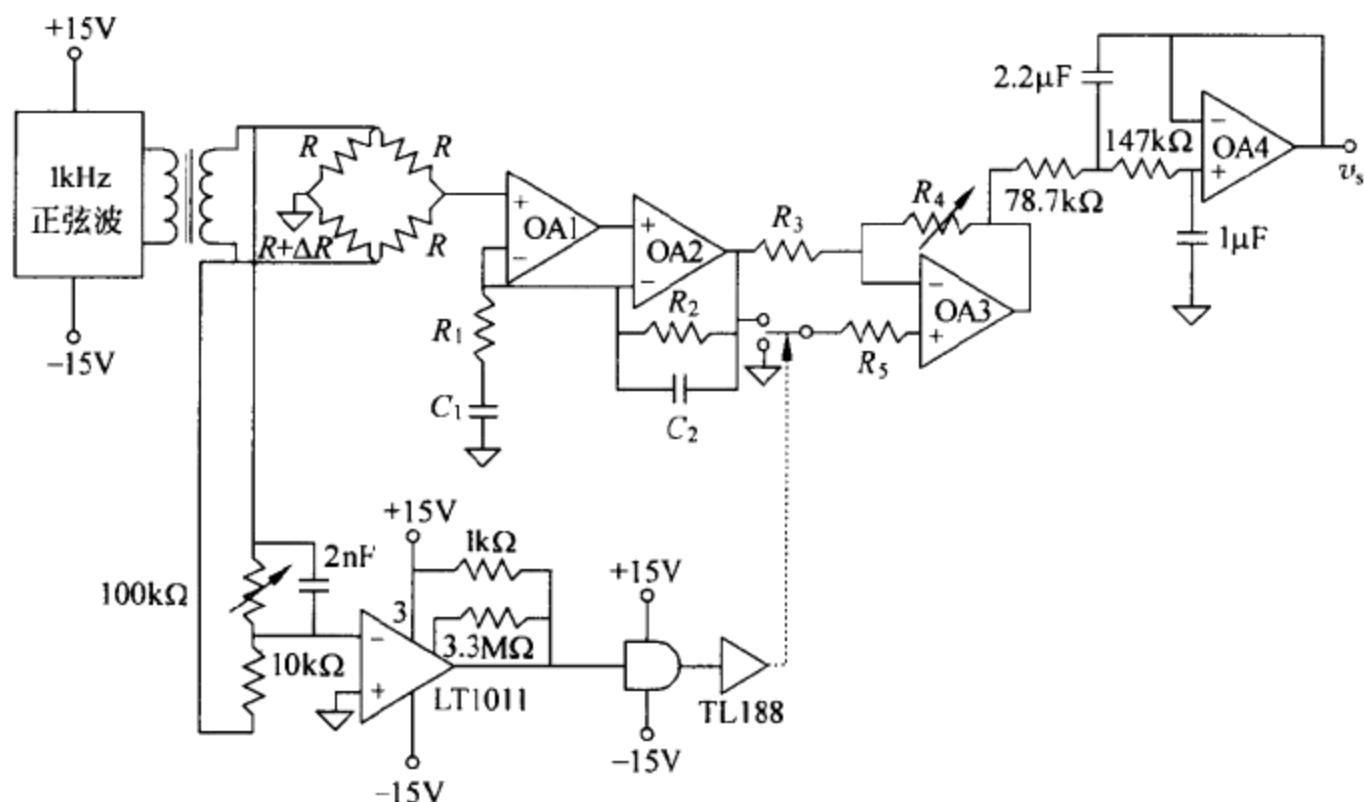 +15V
1kHz
正弦波
−15V
R
R
R+ΔR
R
OA1
OA2
R1
C1
R2
C2
R3
R4
R5
OA3
2.2μF
78.7kΩ
147kΩ
1μF
OA4
vs
100kΩ
2nF
10kΩ
+15V
3
1kΩ
3.3MΩ
LT1011
−15V
+15V
−15V
TL188